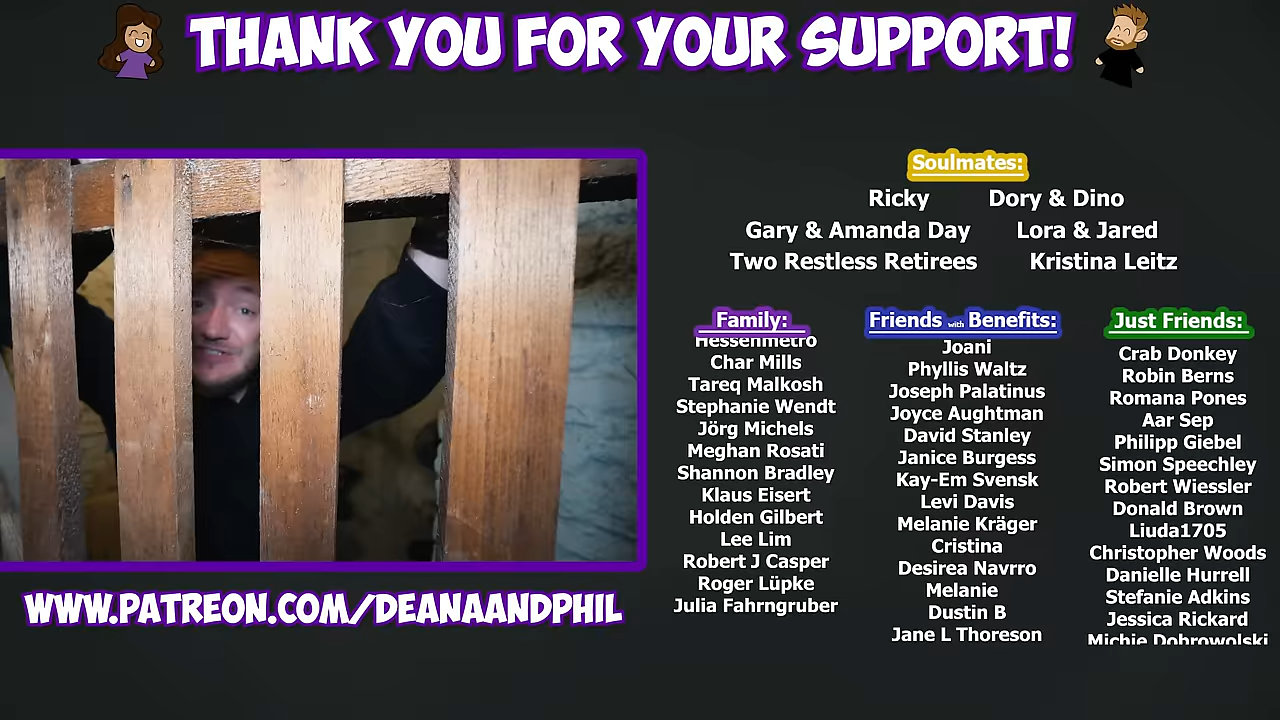 THANK YOU FOR YOUR SUPPORT!
Soulmates:
Ricky Dory & Dino
Gary & Amanda Day Lora & Jared
Two Restless Retirees Kristina Leitz
Family:
Hessenmetro
Char Mills
Tareq Malkosh
Stephanie Wendt
Jörg Michels
Meghan Rosati
Shannon Bradley
Klaus Eisert
Holden Gilbert
Lee Lim
Robert J Casper
Roger Lüpke
Julia Fahrngruber
Friends with Benefits:
Joani
Phyllis Waltz
Joseph Palatinus
Joyce Aughtman
David Stanley
Janice Burgess
Kay-Em Svensk
Levi Davis
Melanie Kräger
Cristina
Desirea Navrro
Melanie
Dustin B
Jane L Thoreson
Just Friends:
Crab Donkey
Robin Berns
Romana Pones
Aar Sep
Philipp Giebel
Simon Speechley
Robert Wiessler
Donald Brown
Liuda1705
Christopher Woods
Danielle Hurrell
Stefanie Adkins
Jessica Rickard
Michie Dobrowolski
WWW.PATREON.COM/DEANAANDPHIL